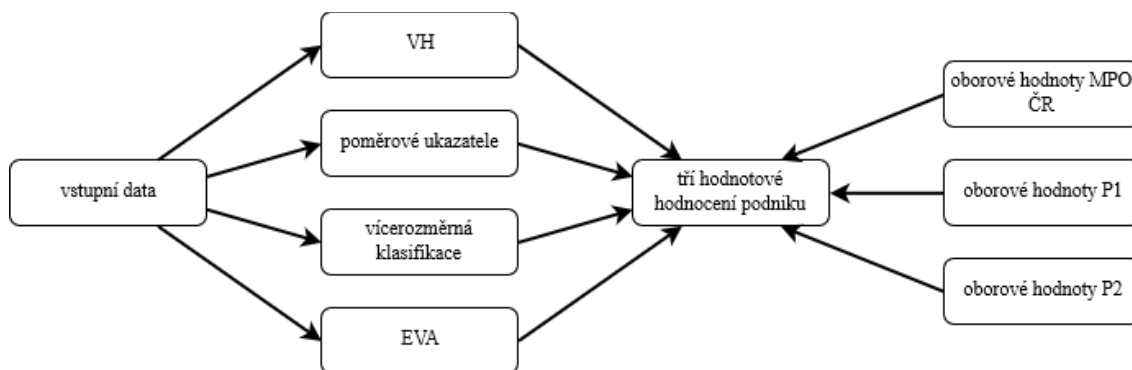 VH
poměrové ukazatele
vstupní data
vícerozměrná
klasifikace
EVA
tří hodnotové
hodnocení podniku
oborové hodnoty MPO
ČR
oborové hodnoty P1
oborové hodnoty P2